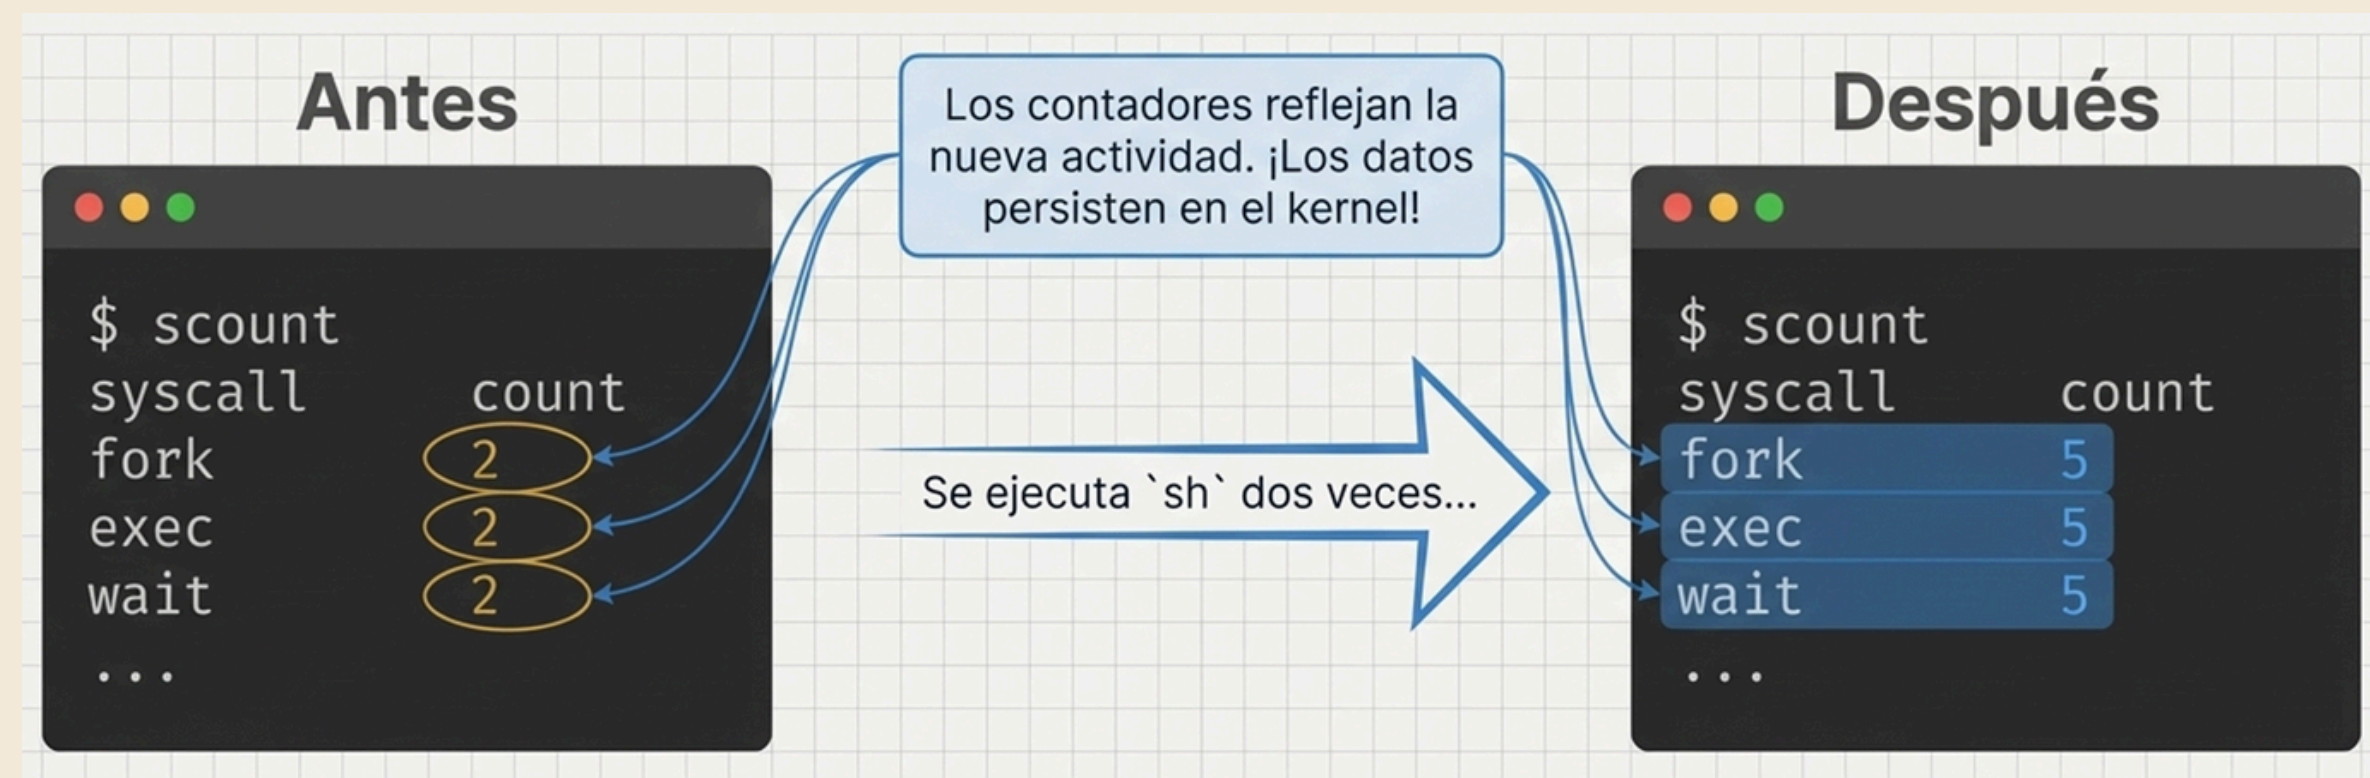 Antes
$ scount
syscall count
fork 2
exec 2
wait 2
...
Los contadores reflejan la
nueva actividad. ¡Los datos
persisten en el kernel!
Se ejecuta `sh` dos veces...
Después
$ scount
syscall count
fork 5
exec 5
wait 5
...